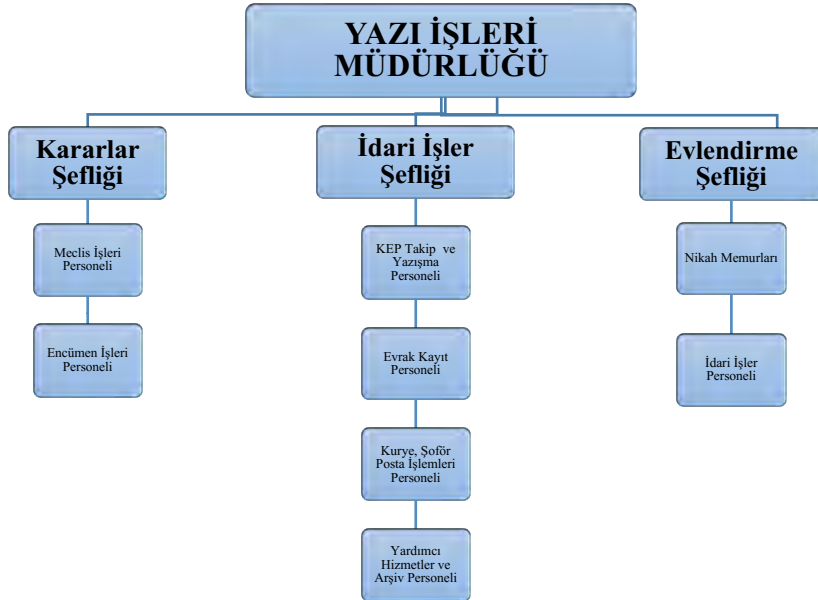 YAZI İŞLERİ
MÜDÜRLÜĞÜ
Kararlar
Şefliği
Meclis İşleri
Personeli
Encümen İşleri
Personeli
İdari İşler
Şefliği
KEP Takip ve
Yazışma
Personeli
Evrak Kayıt
Personeli
Kurye, Şoför
Posta İşlemleri
Personeli
Yardımcı
Hizmetler ve
Arşiv Personeli
Evlendirme
Şefliği
Nikah Memurları
İdari İşler
Personeli